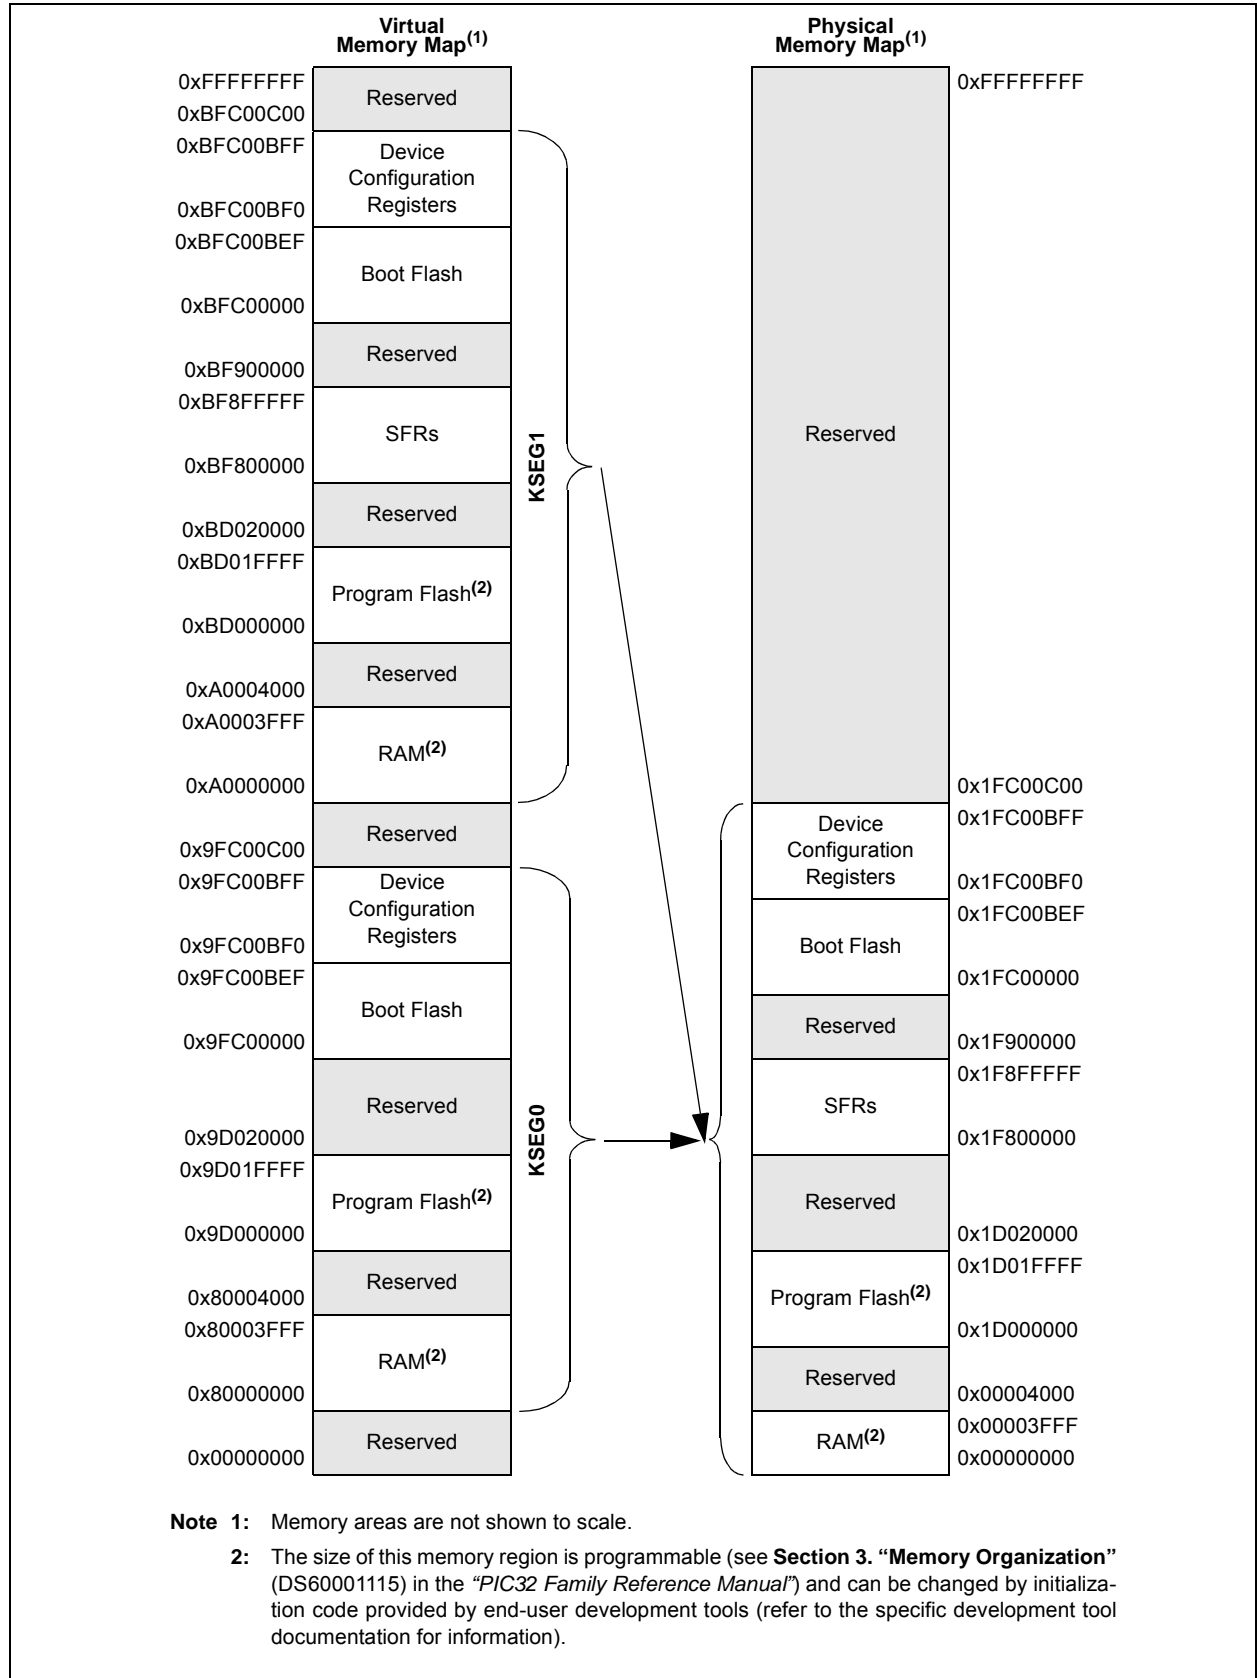 Virtual
Memory Map(1)
Physical
Memory Map(1)
0xFFFFFFFF
Reserved
0xBFC00C00
0xBFC00BFF
Device
Configuration
Registers
0xBFC00BF0
0xBFC00BEF
Boot Flash
0xBFC00000
Reserved
0xBF900000
0xBF8FFFFF
SFRs
0xBF800000
Reserved
0xBD020000
0xBD01FFFF
Program Flash(2)
0xBD000000
Reserved
0xA0004000
0xA0003FFF
RAM(2)
0xA0000000
KSEG1
Reserved
0x9FC00C00
0x9FC00BFF
Device
Configuration
Registers
0x9FC00BF0
0x9FC00BEF
Boot Flash
0x9FC00000
Reserved
0x9D020000
0x9D01FFFF
Program Flash(2)
0x9D000000
Reserved
0x80004000
0x80003FFF
RAM(2)
0x80000000
KSEG0
Reserved
0x00000000
0xFFFFFFFF
Reserved
0x1FC00C00
0x1FC00BFF
Device
Configuration
Registers
0x1FC00BF0
0x1FC00BEF
Boot Flash
0x1FC00000
Reserved
0x1F900000
0x1F8FFFFF
SFRs
0x1F800000
Reserved
0x1D020000
0x1D01FFFF
Program Flash(2)
0x1D000000
Reserved
0x00004000
0x00003FFF
RAM(2)
0x00000000
Note 1: Memory areas are not shown to scale.
2: The size of this memory region is programmable (see Section 3. “Memory Organization”
(DS60001115) in the “PIC32 Family Reference Manual”) and can be changed by initializa-
tion code provided by end-user development tools (refer to the specific development tool
documentation for information).